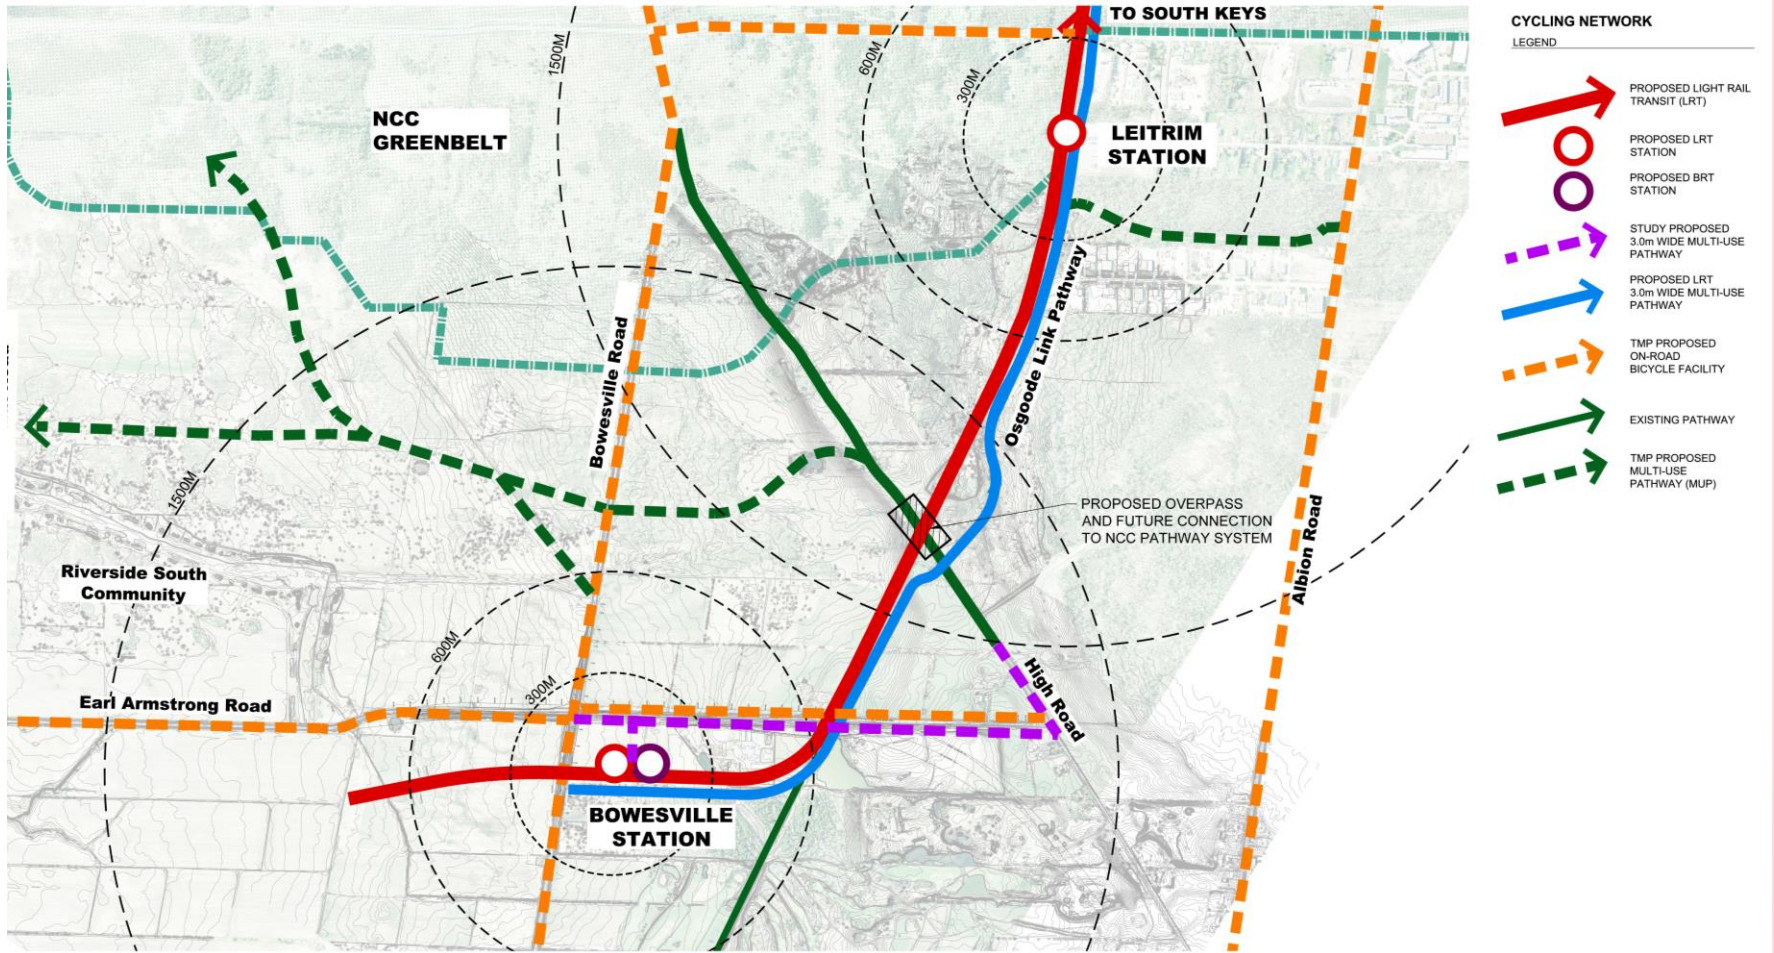 TO SOUTH KEYS
1500M
600M
300M
NCC
GREENBELT
LEITRIM
STATION
Bowesville Road
Osgoode Link Pathway
1500M
PROPOSED OVERPASS
AND FUTURE CONNECTION
TO NCC PATHWAY SYSTEM
Albion Road
Riverside South
Community
600M
300M
High Road
Earl Armstrong Road
BOWESVILLE
STATION
CYCLING NETWORK
LEGEND
PROPOSED LIGHT RAIL
TRANSIT (LRT)
PROPOSED LRT
STATION
PROPOSED BRT
STATION
STUDY PROPOSED
3.0m WIDE MULTI-USE
PATHWAY
PROPOSED LRT
3.0m WIDE MULTI-USE
PATHWAY
TMP PROPOSED
ON-ROAD
BICYCLE FACILITY
EXISTING PATHWAY
TMP PROPOSED
MULTI-USE
PATHWAY (MUP)